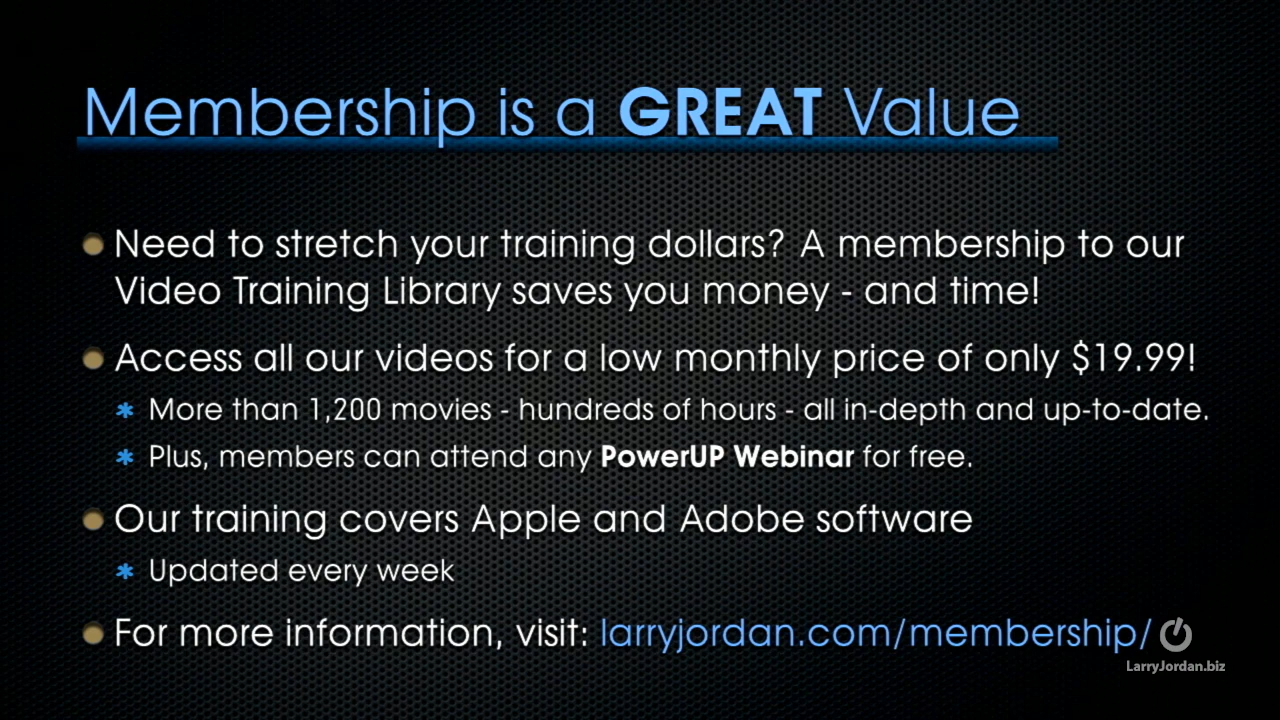 Membership is a GREAT Value
Need to stretch your training dollars? A membership to our
Video Training Library saves you money - and time!
Access all our videos for a low monthly price of only $19.99!
More than 1,200 movies - hundreds of hours - all in-depth and up-to-date.
Plus, members can attend any PowerUP Webinar for free.
Our training covers Apple and Adobe software
Updated every week
For more information, visit: larryjordan.com/membership/
LarryJordan.biz